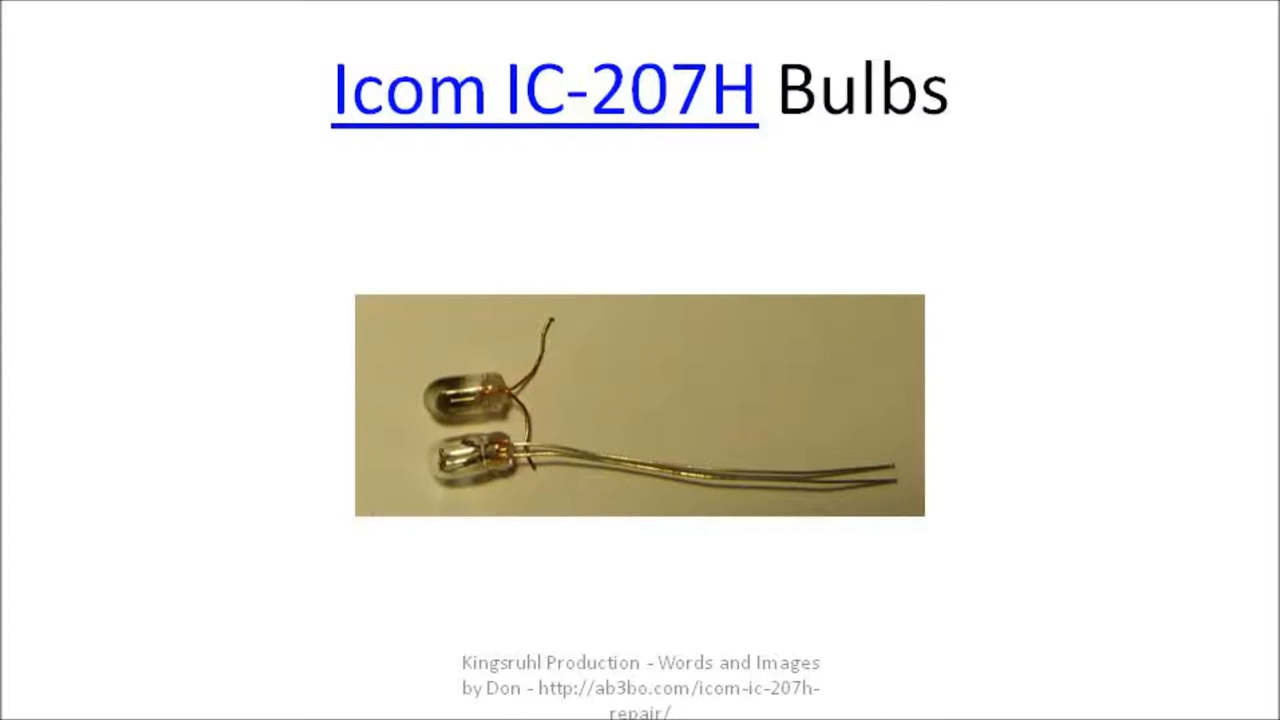 Icom IC-207H Bulbs
Kingsruhl Production - Words and Images
by Don - http://ab3bo.com/icom-ic-207h-
repair/